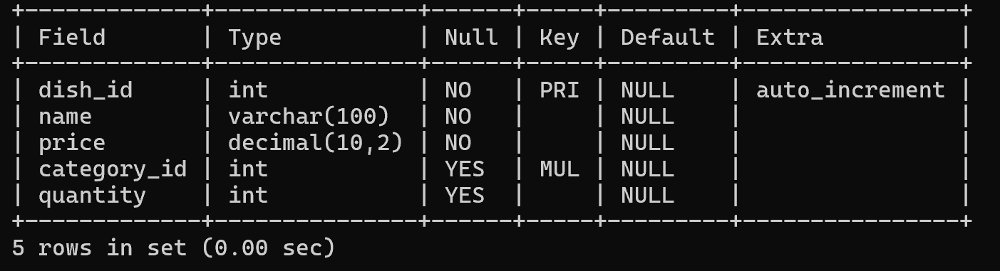 +-------------+---------------+------+-----+---------+----------------+
| Field       | Type          | Null | Key | Default | Extra          |
+-------------+---------------+------+-----+---------+----------------+
| dish_id     | int           | NO   | PRI | NULL    | auto_increment |
| name        | varchar(100)  | NO   |     | NULL    |                |
| price       | decimal(10,2) | NO   |     | NULL    |                |
| category_id | int           | YES  | MUL | NULL    |                |
| quantity    | int           | YES  |     | NULL    |                |
+-------------+---------------+------+-----+---------+----------------+
5 rows in set (0.00 sec)